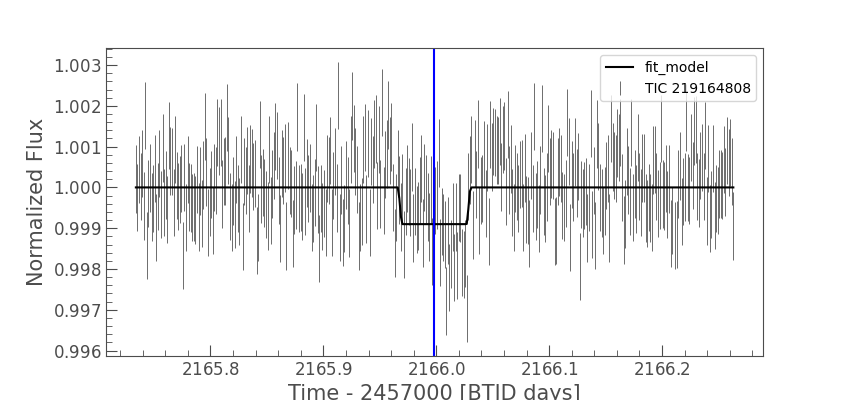 fit_model
TIC 219164808
Normalized Flux
1.003
1.002
1.001
1.000
0.999
0.998
0.997
0.996
2165.8 2165.9 2166.0 2166.1 2166.2
Time - 2457000 [BTJD days]